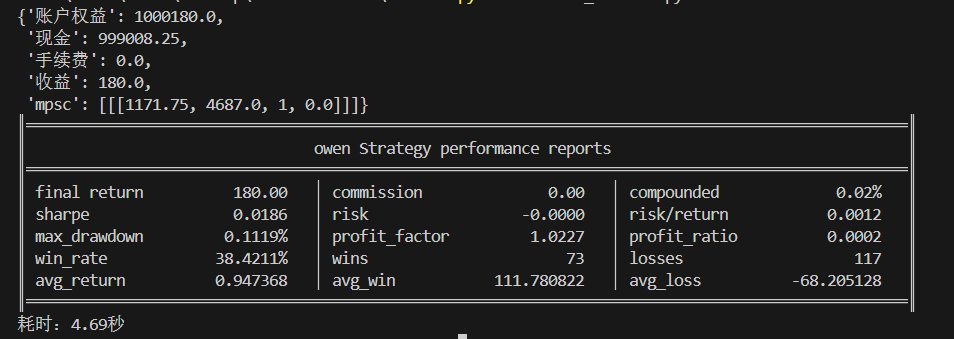 {'账户权益': 1000180.0,
'现金': 999008.25,
'手续费': 0.0,
'收益': 180.0,
'mpsc': [[[1171.75, 4687.0, 1, 0.0]]]}
owen Strategy performance reports
final return 180.00 commission 0.00 compounded 0.02%
sharpe 0.0186 risk -0.0000 risk/return 0.0012
max_drawdown 0.1119% profit_factor 1.0227 profit_ratio 0.0002
win_rate 38.4211% wins 73 losses 117
avg_return 0.947368 avg_win 111.780822 avg_loss -68.205128
耗时：4.69秒